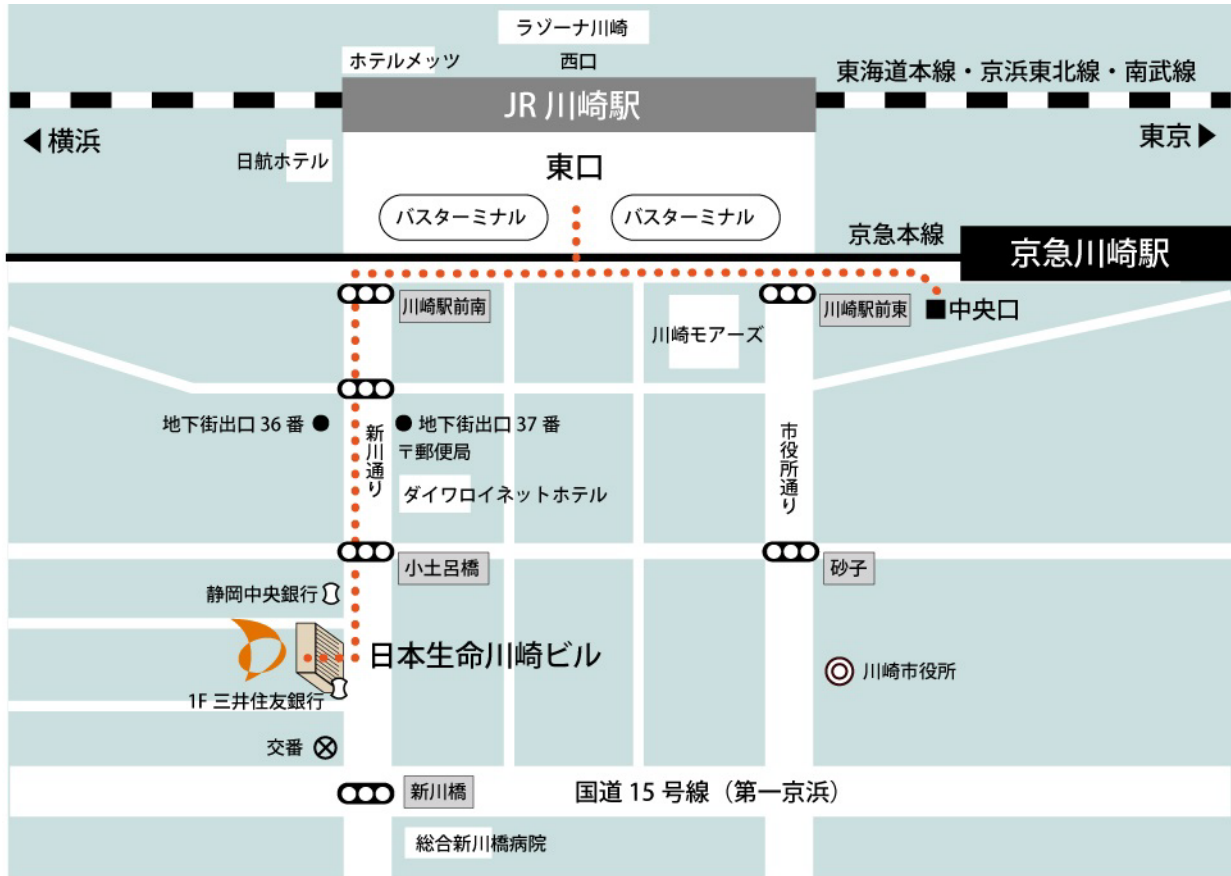 ラゾーナ川崎
ホテルメッツ
西口
東海道本線・京浜東北線・南武線
JR 川崎駅
横浜
東京
日航ホテル
東口
バスターミナル
バスターミナル
京急本線
京急川崎駅
川崎駅前南
川崎モアーズ
川崎駅前東
中央口
地下街出口 36 番
地下街出口 37 番
新川通り
〒郵便局
市役所通り
ダイワロイネットホテル
小土呂橋
砂子
静岡中央銀行
日本生命川崎ビル
川崎市役所
1F 三井住友銀行
交番
新川橋
国道 15 号線（第一京浜）
総合新川橋病院